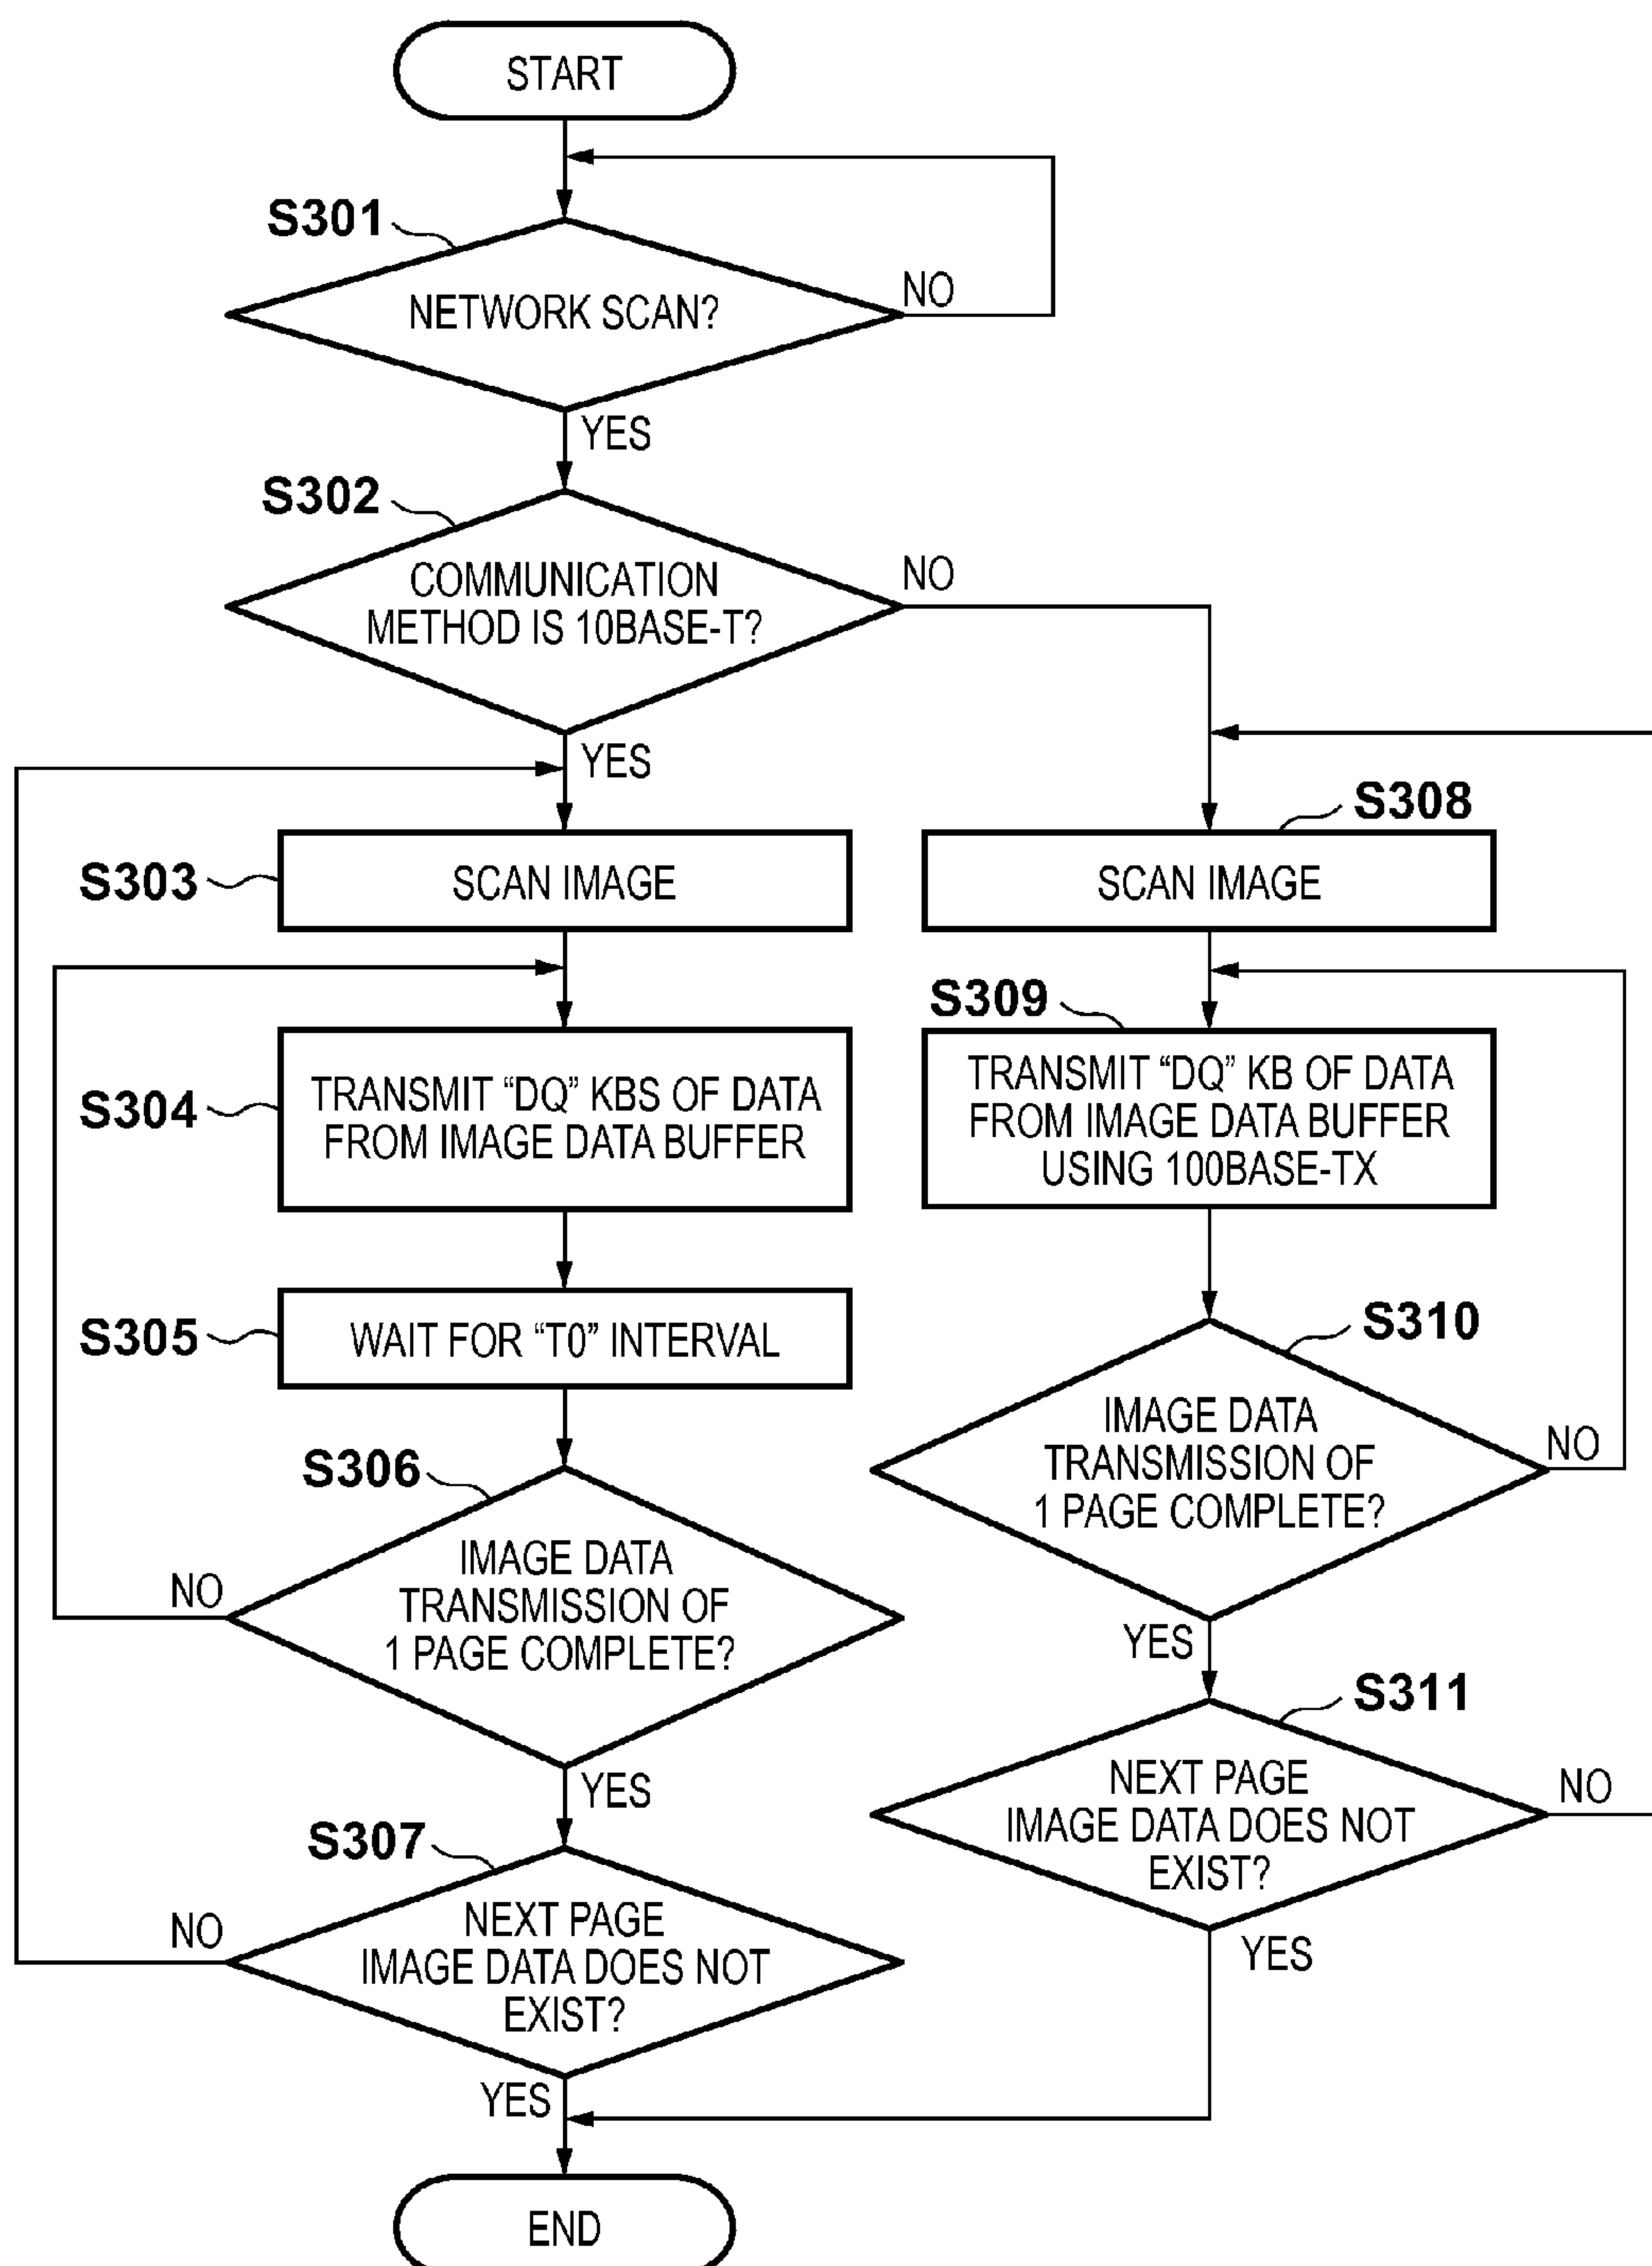 START
S301
NETWORK SCAN?
NO
YES
S302
COMMUNICATION
METHOD IS 10BASE-T?
NO
YES
S303
SCAN IMAGE
S304
TRANSMIT “DQ” KBS OF DATA
FROM IMAGE DATA BUFFER
S305
WAIT FOR “T0” INTERVAL
S306
IMAGE DATA
TRANSMISSION OF
1 PAGE COMPLETE?
NO
YES
S307
NEXT PAGE
IMAGE DATA DOES NOT
EXIST?
NO
YES
S308
SCAN IMAGE
S309
TRANSMIT “DQ” KB OF DATA
FROM IMAGE DATA BUFFER
USING 100BASE-TX
S310
IMAGE DATA
TRANSMISSION OF
1 PAGE COMPLETE?
NO
YES
S311
NEXT PAGE
IMAGE DATA DOES NOT
EXIST?
NO
YES
END